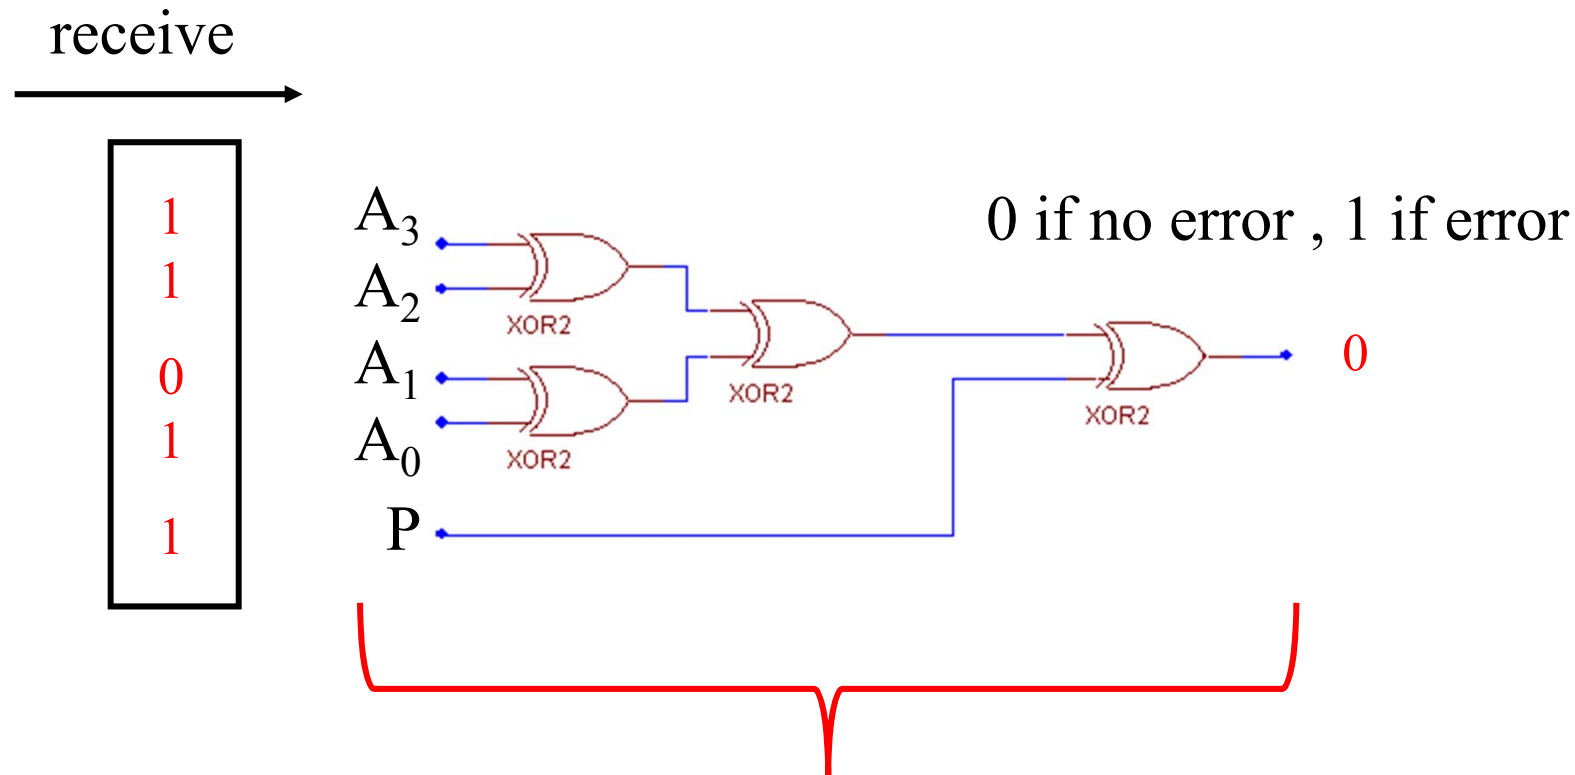 receive
1
1
0
1
1
A3
A2
A1
A0
P
XOR2
XOR2
XOR2
XOR2
0 if no error , 1 if error
0